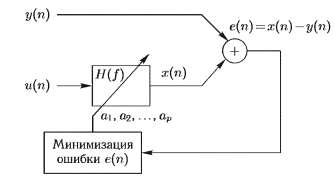 y(n)
e(n)=x(n)−y(n)
+
H(f)
x(n)
u(n)
a₁, a₂, ..., aₚ
Минимизация
ошибки e(n)